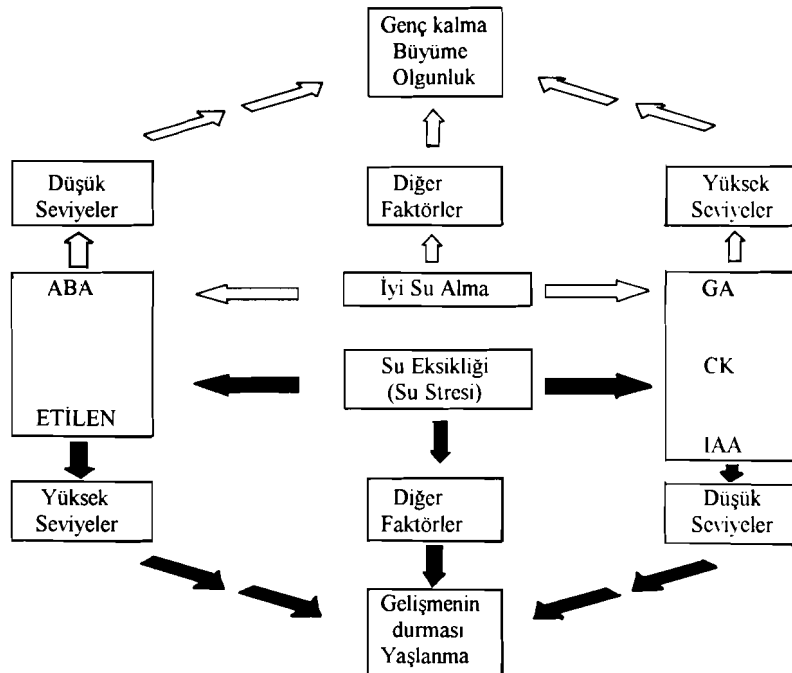 Genç kalma
Büyüme
Olgunluk
Düşük
Seviyeler
Diğer
Faktörler
Yüksek
Seviyeler
ABA
İyi Su Alma
GA
Su Eksikliği
(Su Stresi)
CK
ETİLEN
IAA
Yüksek
Seviyeler
Diğer
Faktörler
Düşük
Seviyeler
Gelişmenin
durması
Yaşlanma